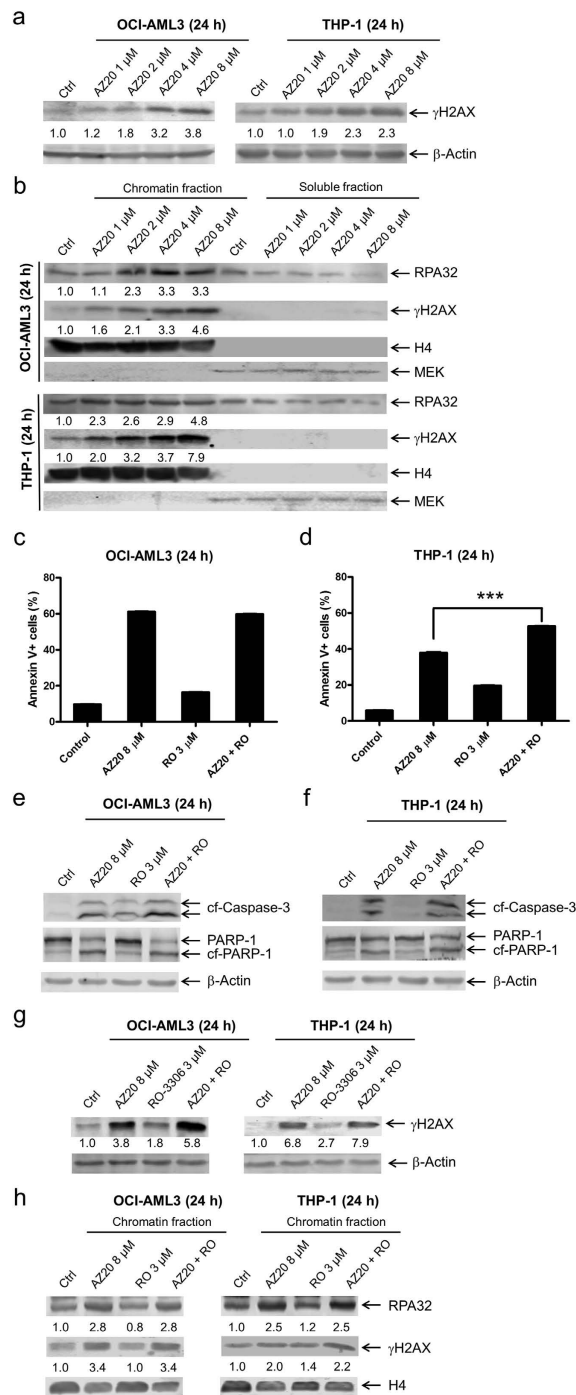 a
OCI-AML3 (24 h) THP-1 (24 h)
Ctrl AZ20 1 µM AZ20 2 µM AZ20 4 µM AZ20 8 µM Ctrl AZ20 1 µM AZ20 2 µM AZ20 4 µM AZ20 8 µM
γH2AX
1.0 1.2 1.8 3.2 3.8 1.0 1.0 1.9 2.3 2.3
β-Actin
b
Chromatin fraction Soluble fraction
Ctrl AZ20 1 µM AZ20 2 µM AZ20 4 µM AZ20 8 µM Ctrl AZ20 1 µM AZ20 2 µM AZ20 4 µM AZ20 8 µM
OCI-AML3 (24 h)
RPA32
1.0 1.1 2.3 3.3 3.3
γH2AX
1.0 1.6 2.1 3.3 4.6
H4
MEK
THP-1 (24 h)
RPA32
1.0 2.3 2.6 2.9 4.8
γH2AX
1.0 2.0 3.2 3.7 7.9
H4
MEK
c
OCI-AML3 (24 h)
Annexin V+ cells (%)
80
60
40
20
0
Control AZ20 8 µM RO 3 µM AZ20 + RO
d
THP-1 (24 h)
***
Annexin V+ cells (%)
80
60
40
20
0
Control AZ20 8 µM RO 3 µM AZ20 + RO
e
OCI-AML3 (24 h)
Ctrl AZ20 8 µM RO 3 µM AZ20 + RO
cf-Caspase-3
PARP-1
cf-PARP-1
β-Actin
f
THP-1 (24 h)
Ctrl AZ20 8 µM RO 3 µM AZ20 + RO
cf-Caspase-3
PARP-1
cf-PARP-1
β-Actin
g
OCI-AML3 (24 h) THP-1 (24 h)
Ctrl AZ20 8 µM RO-3306 3 µM AZ20 + RO Ctrl AZ20 8 µM RO-3306 3 µM AZ20 + RO
γH2AX
1.0 3.8 1.8 5.8 1.0 6.8 2.7 7.9
β-Actin
h
OCI-AML3 (24 h) THP-1 (24 h)
Chromatin fraction Chromatin fraction
Ctrl AZ20 8 µM RO 3 µM AZ20 + RO Ctrl AZ20 8 µM RO 3 µM AZ20 + RO
RPA32
1.0 2.8 0.8 2.8 1.0 2.5 1.2 2.5
γH2AX
1.0 3.4 1.0 3.4 1.0 2.0 1.4 2.2
H4